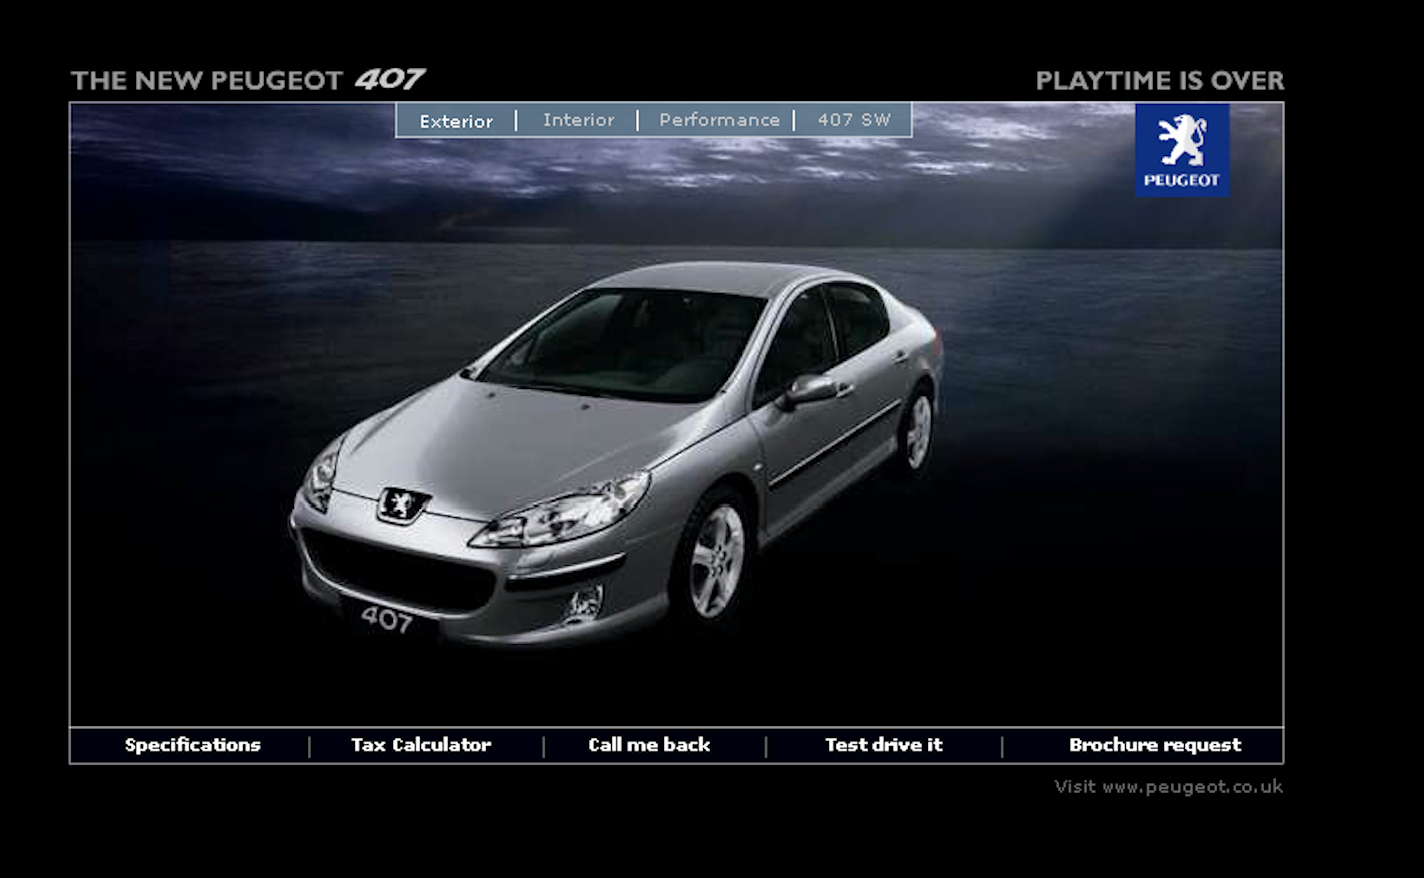 THE NEW PEUGEOT 407
PLAYTIME IS OVER
Exterior | Interior | Performance | 407 SW
PEUGEOT
407
Specifications | Tax Calculator | Call me back | Test drive it | Brochure request
Visit www.peugeot.co.uk